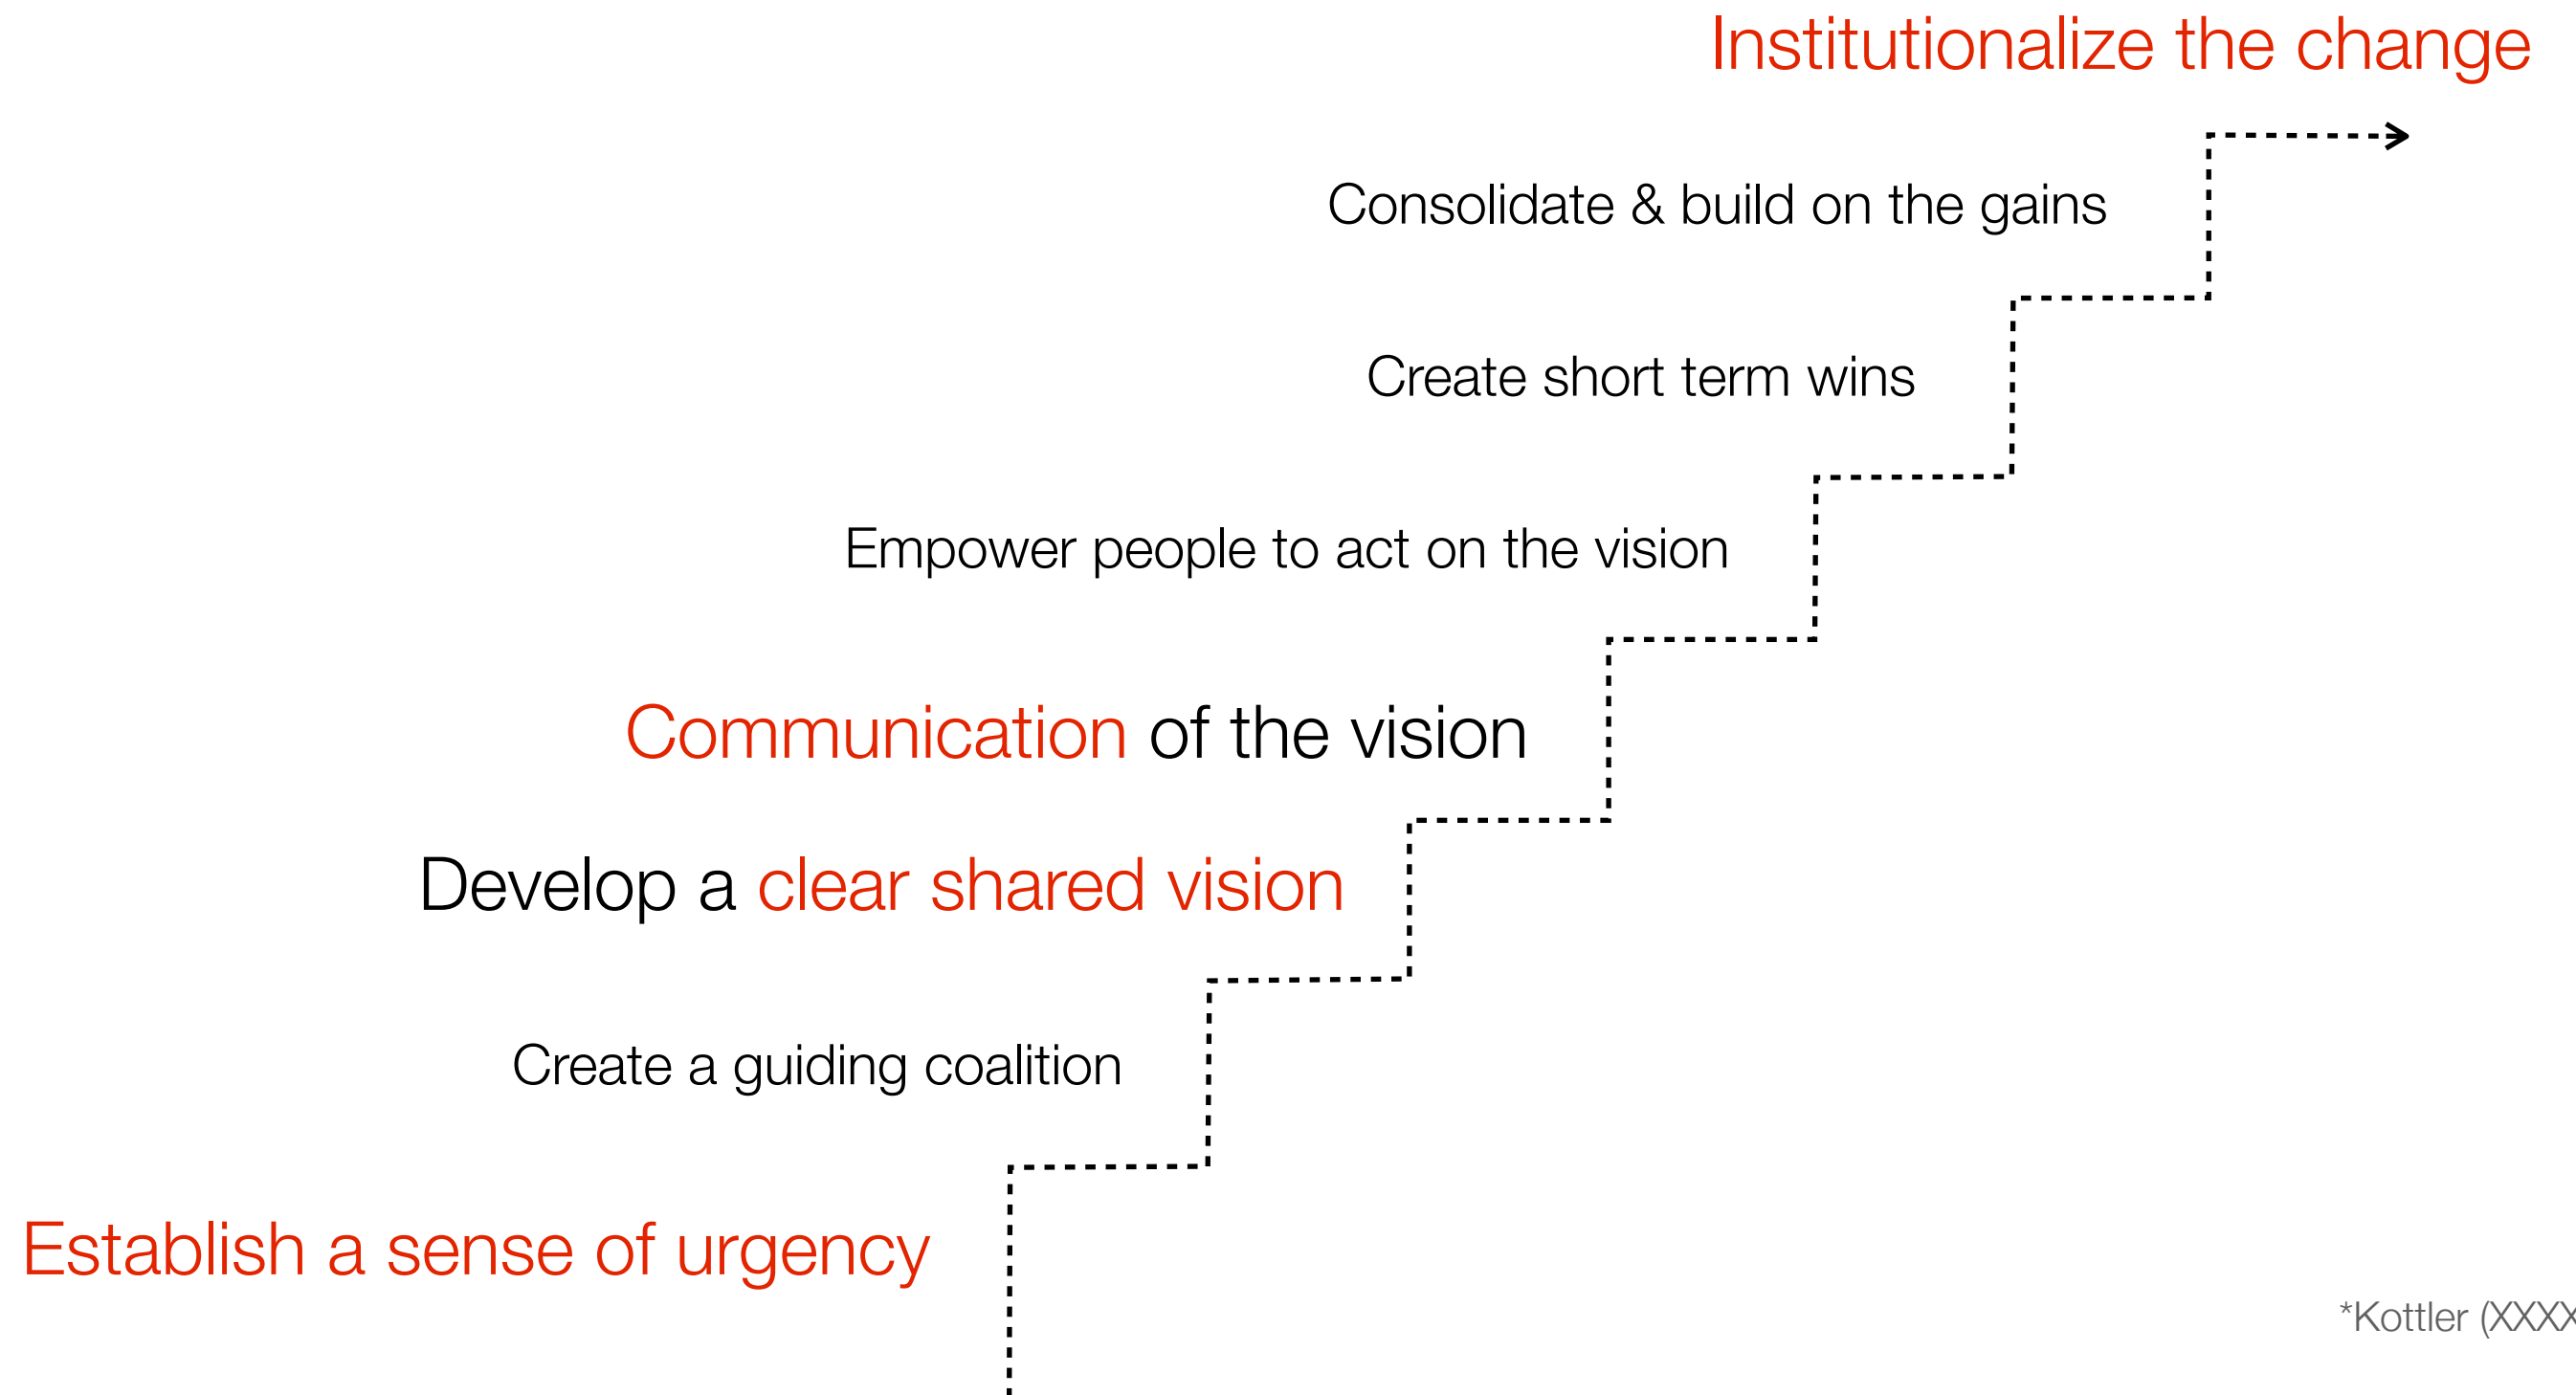 Institutionalize the change
Consolidate & build on the gains
Create short term wins
Empower people to act on the vision
Communication of the vision
Develop a clear shared vision
Create a guiding coalition
Establish a sense of urgency
*Kottler (XXXX